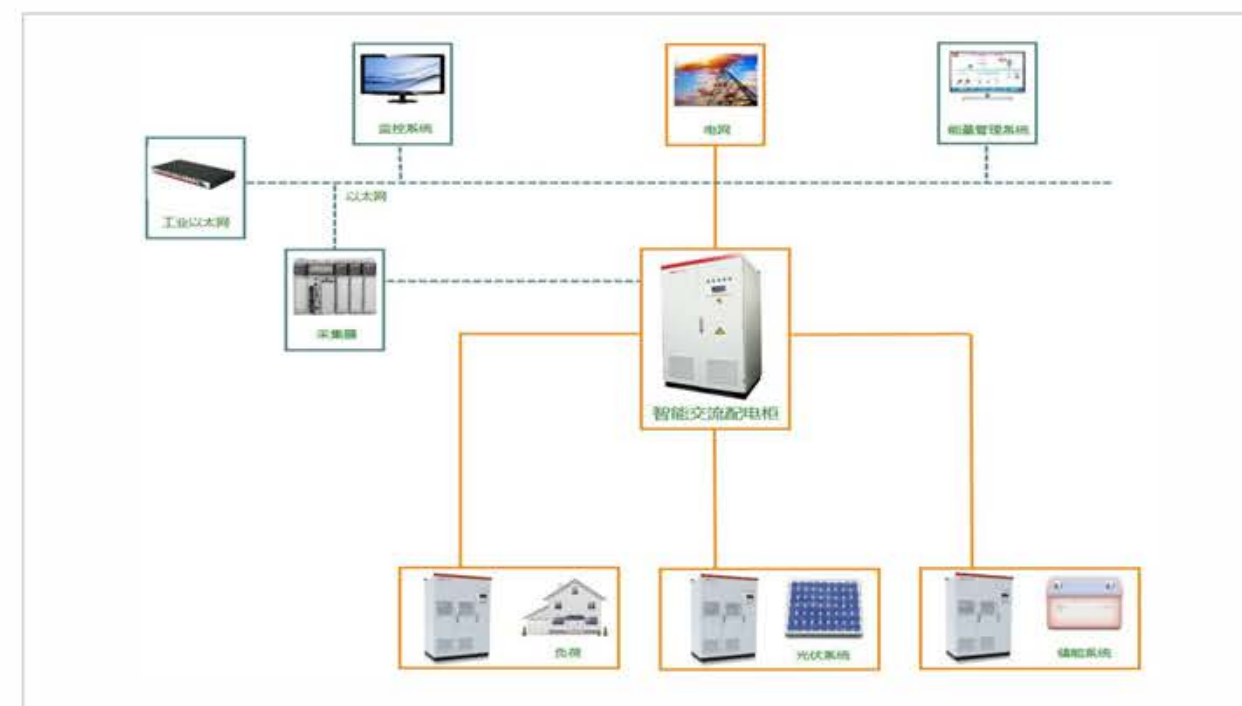 监控系统
电网
能量管理系统
以太网
工业以太网
采集器
智能交流配电柜
负荷
光伏系统
储能系统